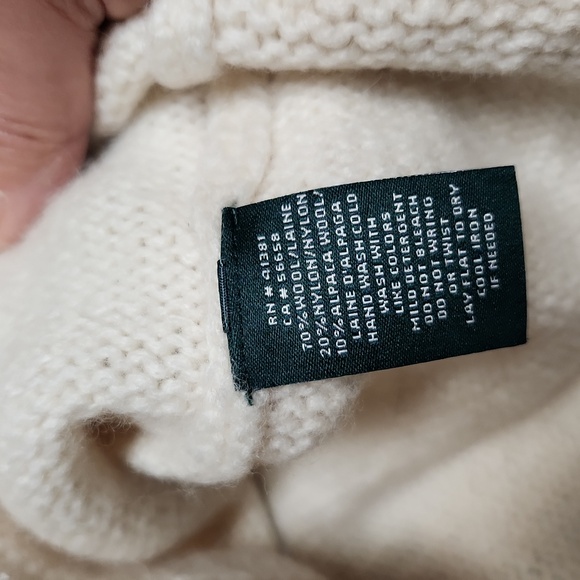 RN # 41381
CA # 56658
70%WOOL/LAINE
20%NYLON/NYLON
10%ALPACA WOOL/
LAINE D'ALPAGA
HAND WASH COLD
WASH WITH
LIKE COLORS
MILD DETERGENT
DO NOT BLEACH
DO NOT WRING
OR TWIST
LAY FLAT TO DRY
COOL IRON
IF NEEDED